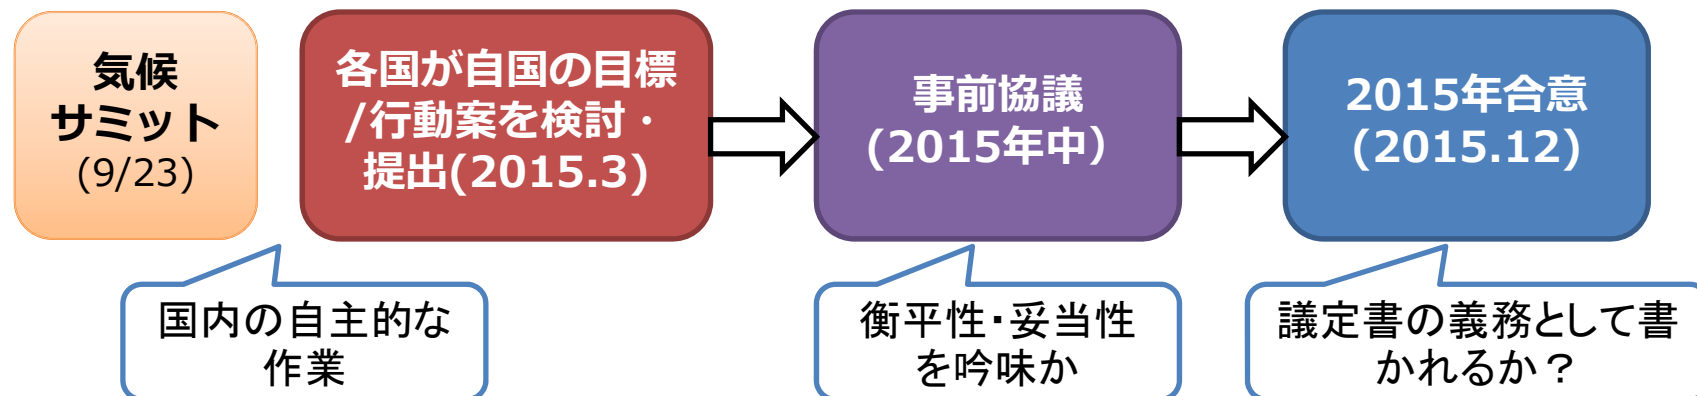 気候
サミット
(9/23)
各国が自国の目標
/行動案を検討・
提出(2015.3)
事前協議
(2015年中）
2015年合意
(2015.12)
国内の自主的な
作業
衡平性・妥当性
を吟味か
議定書の義務として書
かれるか？